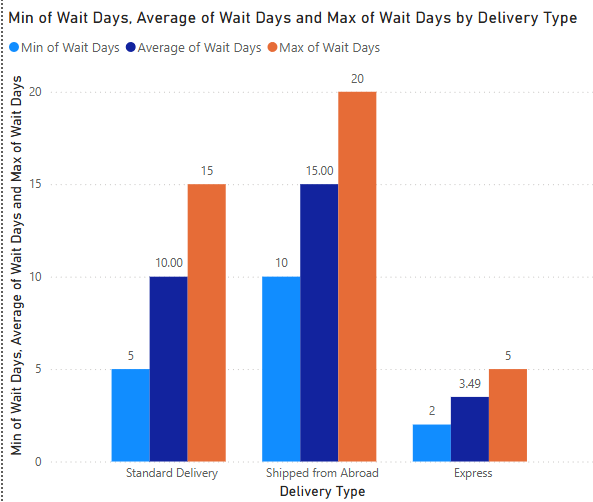 Min of Wait Days, Average of Wait Days and Max of Wait Days by Delivery Type
Min of Wait Days Average of Wait Days Max of Wait Days
Min of Wait Days, Average of Wait Days and Max of Wait Days
20
15
10
5
0
5
10.00
15
10
15.00
20
2
3.49
5
Standard Delivery
Shipped from Abroad
Express
Delivery Type